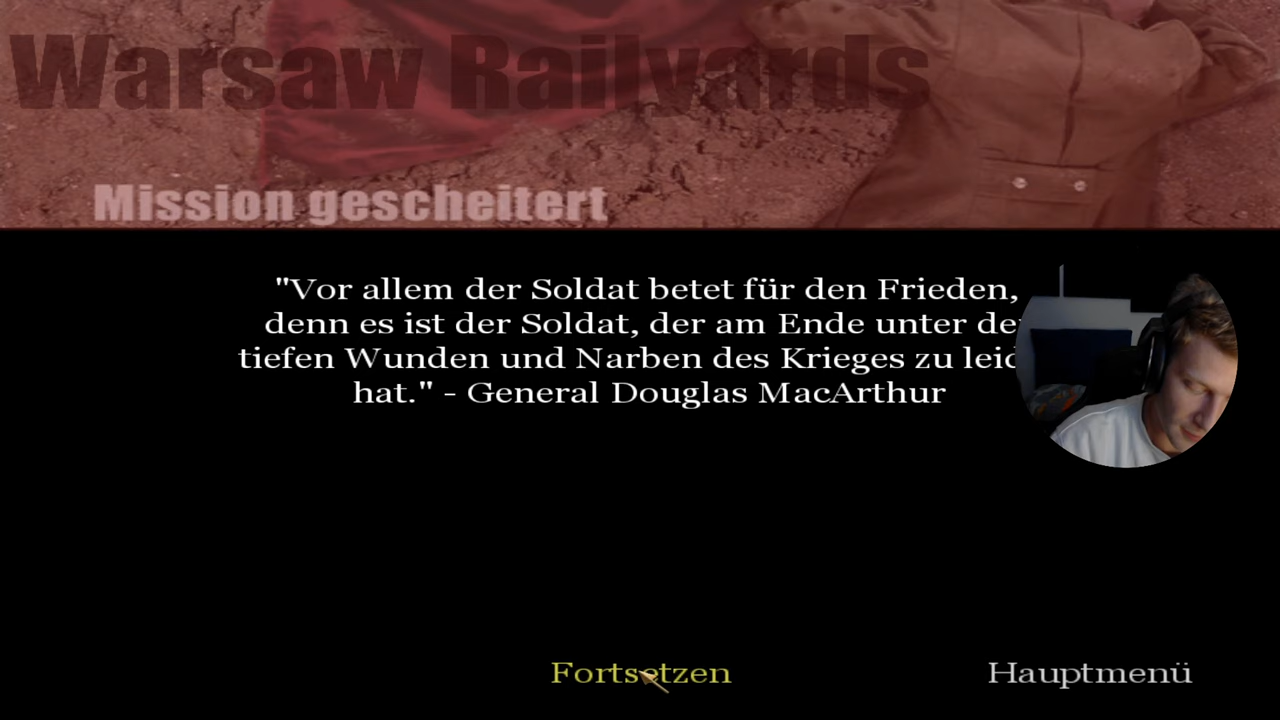 Warsaw Railyards
Mission gescheitert
"Vor allem der Soldat betet für den Frieden,
denn es ist der Soldat, der am Ende unter
tiefen Wunden und Narben des Krieges zu
hat." - General Douglas MacArthur
Fortsetzen
Hauptmenü